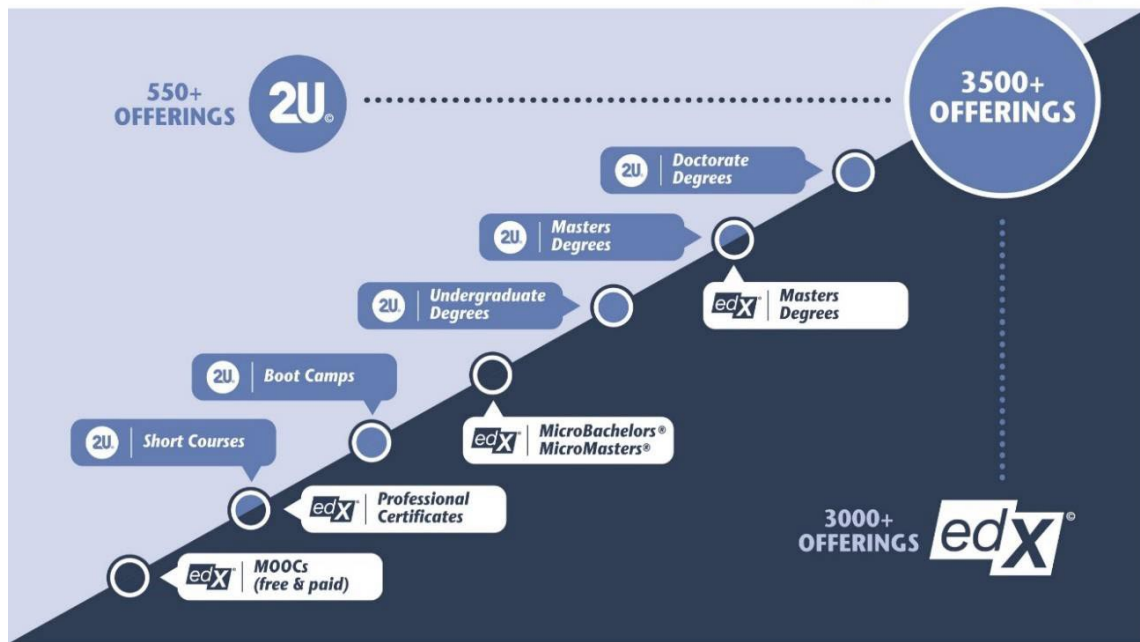 550+
OFFERINGS
2U©
3500+
OFFERINGS
2U® Doctorate
Degrees
2U® Masters
Degrees
2U® Undergraduate
Degrees
edX® Masters
Degrees
2U® Boot Camps
edX® MicroBachelors®
MicroMasters®
2U® Short Courses
edX® Professional
Certificates
3000+
OFFERINGS
edX©
edX® MOOCs
(free & paid)